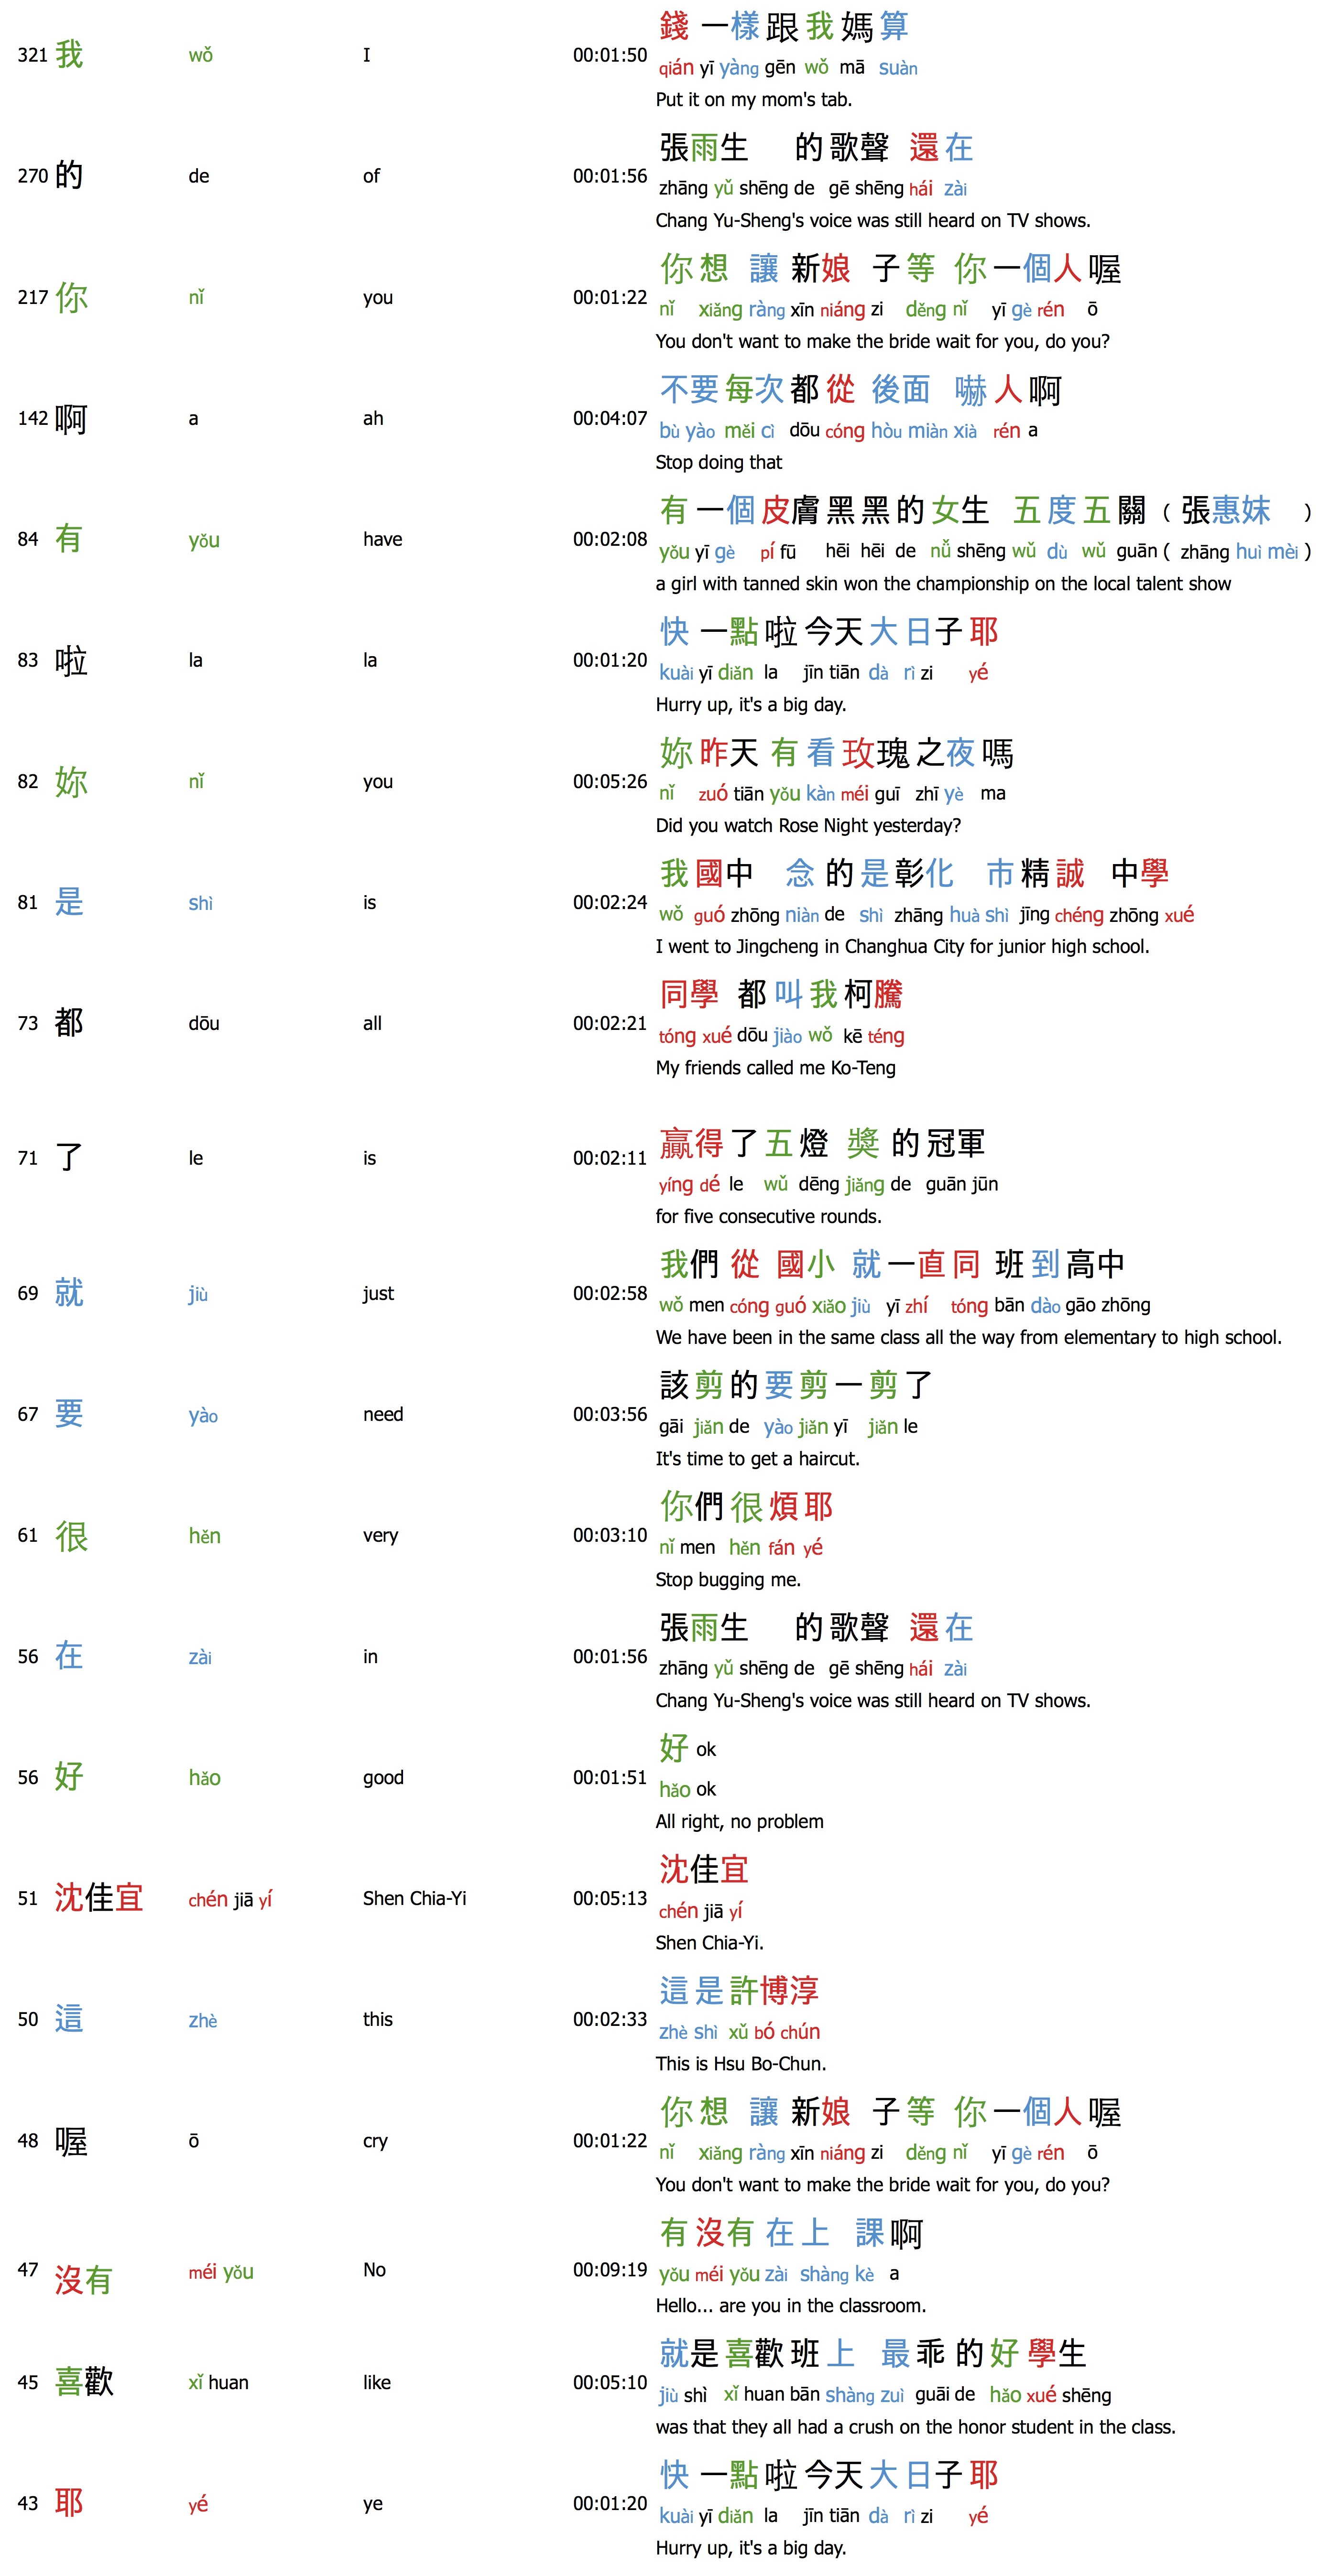 錢 一樣 跟 我 媽 算
321 我 wǒ I 00:01:50 qián yī yàng gēn wǒ mā suàn
Put it on my mom's tab.
張雨生 的 歌聲 還 在
270 的 de of 00:01:56 zhāng yǔ shēng de gē shēng hái zài
Chang Yu-Sheng's voice was still heard on TV shows.
你 想 讓 新娘 子 等 你 一個人 喔
217 你 nǐ you 00:01:22 nǐ xiǎng ràng xīn niáng zi děng nǐ yī gè rén ō
You don't want to make the bride wait for you, do you?
不要 每次 都 從 後面 嚇 人 啊
142 啊 a ah 00:04:07 bù yào měi cì dōu cóng hòu miàn xià rén a
Stop doing that
有 一個 皮膚 黑 黑 的 女生 五 度 五 關 ( 張惠妹 )
84 有 yǒu have 00:02:08 yǒu yī gè pí fū hēi hēi de nǚ shēng wǔ dù wǔ guān ( zhāng huì mèi )
a girl with tanned skin won the championship on the local talent show
快 一點 啦 今天 大 日子 耶
83 啦 la la 00:01:20 kuài yī diǎn la jīn tiān dà rì zi yé
Hurry up, it's a big day.
妳 昨天 有 看 玫瑰 之夜 嗎
82 妳 nǐ you 00:05:26 nǐ zuó tiān yǒu kàn méi guī zhī yè ma
Did you watch Rose Night yesterday?
我 國中 念 的 是 彰化 市 精 誠 中學
81 是 shì is 00:02:24 wǒ guó zhōng niàn de shì zhāng huà shì jīng chéng zhōng xué
I went to Jingcheng in Changhua City for junior high school.
同學 都 叫 我 柯騰
73 都 dōu all 00:02:21 tóng xué dōu jiào wǒ kē téng
My friends called me Ko-Teng
贏得 了 五 燈 獎 的 冠軍
71 了 le is 00:02:11 yíng dé le wǔ dēng jiǎng de guān jūn
for five consecutive rounds.
我們 從 國小 就 一直 同 班 到 高中
69 就 jiù just 00:02:58 wǒ men cóng guó xiǎo jiù yī zhí tóng bān dào gāo zhōng
We have been in the same class all the way from elementary to high school.
該 剪 的 要 剪 一 剪 了
67 要 yào need 00:03:56 gāi jiǎn de yào jiǎn yī jiǎn le
It's time to get a haircut.
你們 很 煩 耶
61 很 hěn very 00:03:10 nǐ men hěn fán yé
Stop bugging me.
張雨生 的 歌聲 還 在
56 在 zài in 00:01:56 zhāng yǔ shēng de gē shēng hái zài
Chang Yu-Sheng's voice was still heard on TV shows.
好 ok
56 好 hǎo good 00:01:51 hǎo ok
All right, no problem
沈佳宜
51 沈佳宜 chén jiā yí Shen Chia-Yi 00:05:13 chén jiā yí
Shen Chia-Yi.
這 是 許博淳
50 這 zhè this 00:02:33 zhè shì xǔ bó chún
This is Hsu Bo-Chun.
你 想 讓 新娘 子 等 你 一個人 喔
48 喔 ō cry 00:01:22 nǐ xiǎng ràng xīn niáng zi děng nǐ yī gè rén ō
You don't want to make the bride wait for you, do you?
有 沒有 在 上 課 啊
47 沒有 méi yǒu No 00:09:19 yǒu méi yǒu zài shàng kè a
Hello... are you in the classroom.
就是 喜歡 班 上 最 乖 的 好 學生
45 喜歡 xǐ huan like 00:05:10 jiù shì xǐ huan bān shàng zuì guāi de hǎo xué shēng
was that they all had a crush on the honor student in the class.
快 一點 啦 今天 大 日子 耶
43 耶 yé ye 00:01:20 kuài yī diǎn la jīn tiān dà rì zi yé
Hurry up, it's a big day.